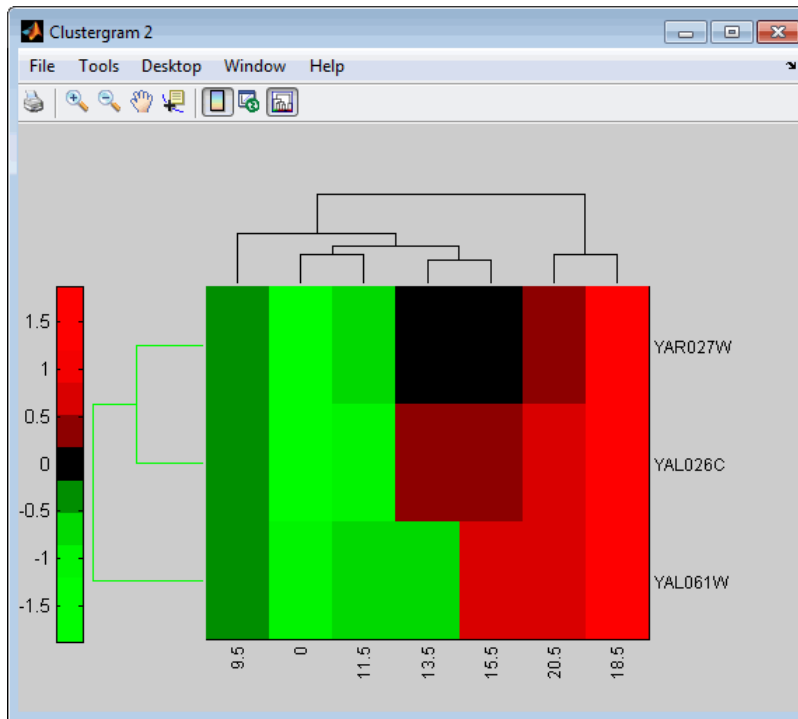 Clustergram 2
File Tools Desktop Window Help
1.5
1
0.5
0
-0.5
-1
-1.5
YAR027W
YAL026C
YAL061W
9.5 0 11.5 13.5 15.5 20.5 18.5